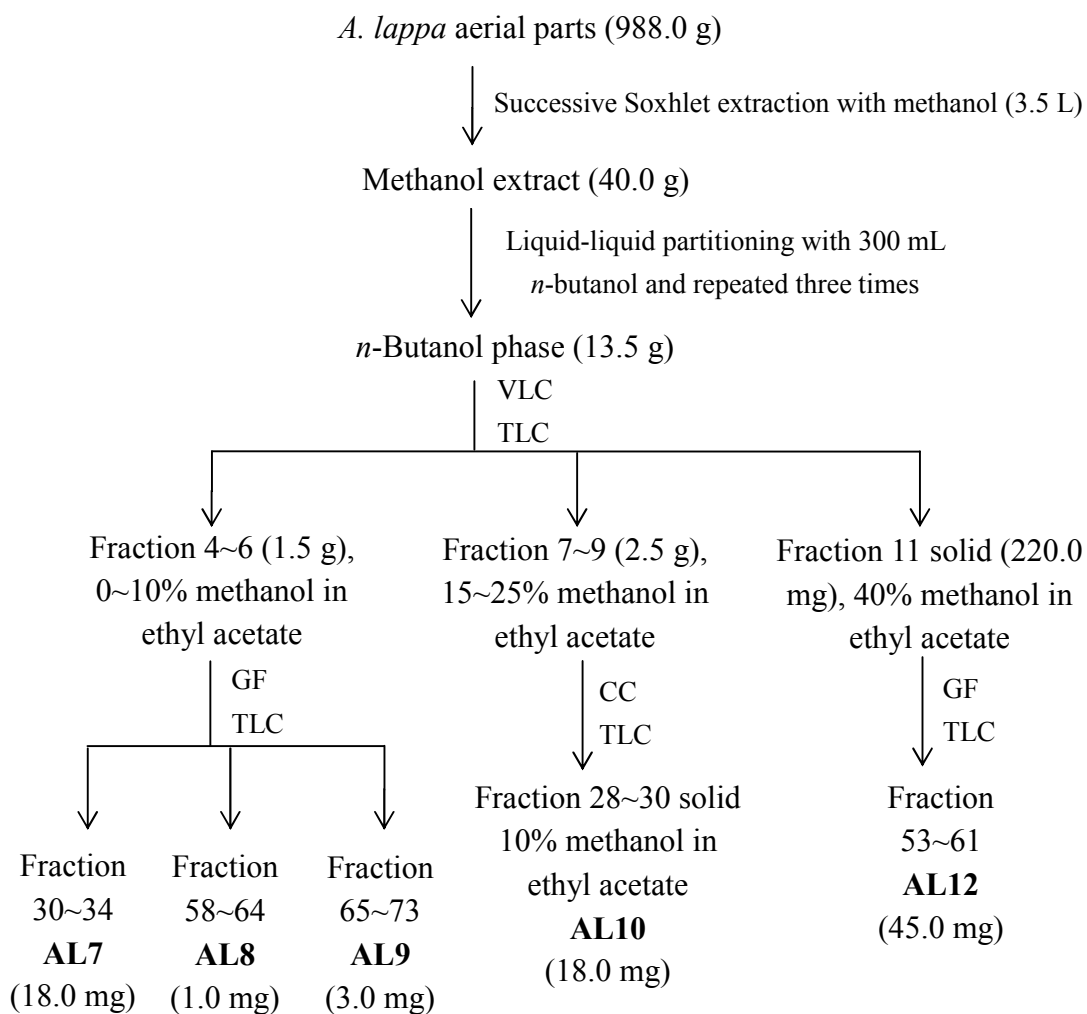 A. lappa aerial parts (988.0 g)
Successive Soxhlet extraction with methanol (3.5 L)
Methanol extract (40.0 g)
Liquid-liquid partitioning with 300 mL
n-butanol and repeated three times
n-Butanol phase (13.5 g)
VLC
TLC
Fraction 4~6 (1.5 g),
0~10% methanol in
ethyl acetate
Fraction 7~9 (2.5 g),
15~25% methanol in
ethyl acetate
Fraction 11 solid (220.0
mg), 40% methanol in
ethyl acetate
GF
TLC
CC
TLC
GF
TLC
Fraction
30~34
AL7
(18.0 mg)
Fraction
58~64
AL8
(1.0 mg)
Fraction
65~73
AL9
(3.0 mg)
Fraction 28~30 solid
10% methanol in
ethyl acetate
AL10
(18.0 mg)
Fraction
53~61
AL12
(45.0 mg)